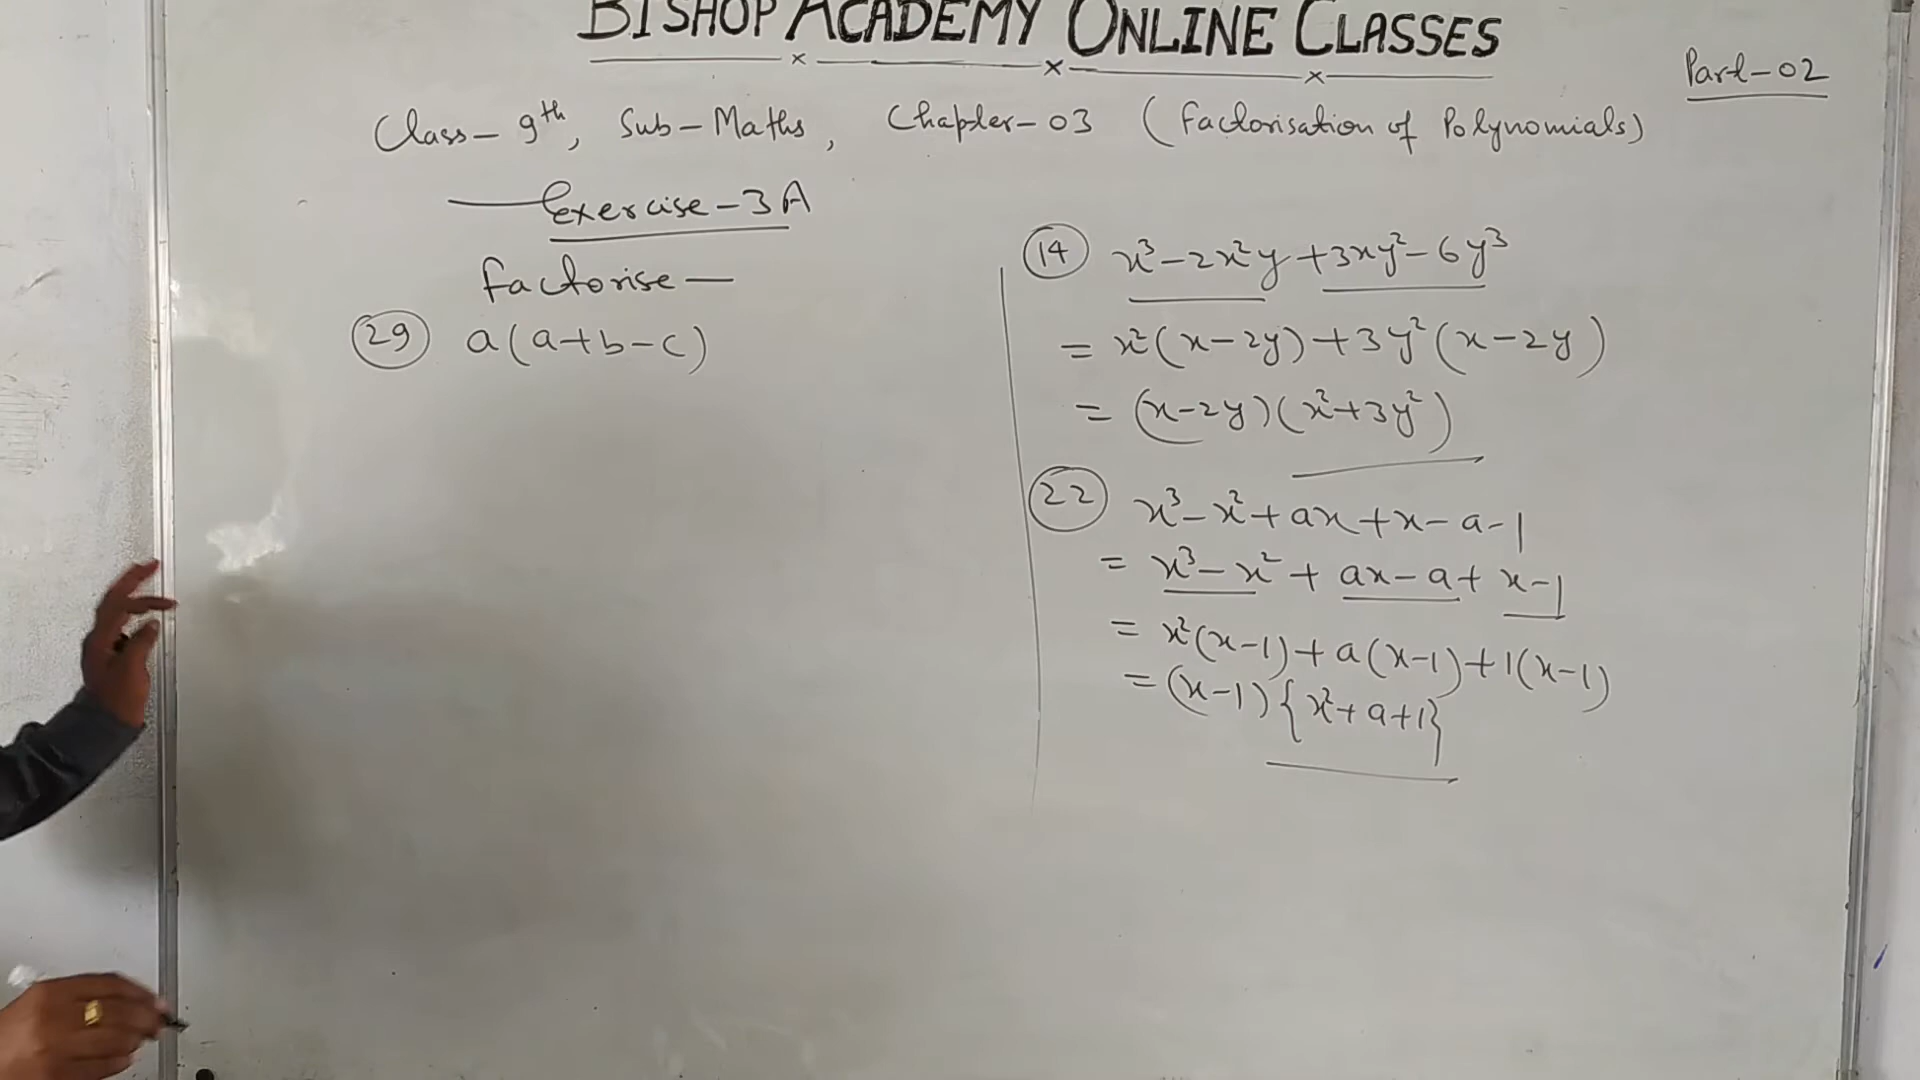 BISHOP ACADEMY ONLINE CLASSES
Part-02
Class-9th, Sub-Maths, Chapter-03 (Factorisation of Polynomials)
Exercise-3A
Factorise—
(29) a(a+b-c)
(14) x³-2x²y+3xy²-6y³
= x²(x-2y)+3y²(x-2y)
= (x-2y)(x²+3y²)
(22) x³-x²+ax+x-a-1
= x³-x²+ax-a+x-1
= x²(x-1)+a(x-1)+1(x-1)
= (x-1){x²+a+1}